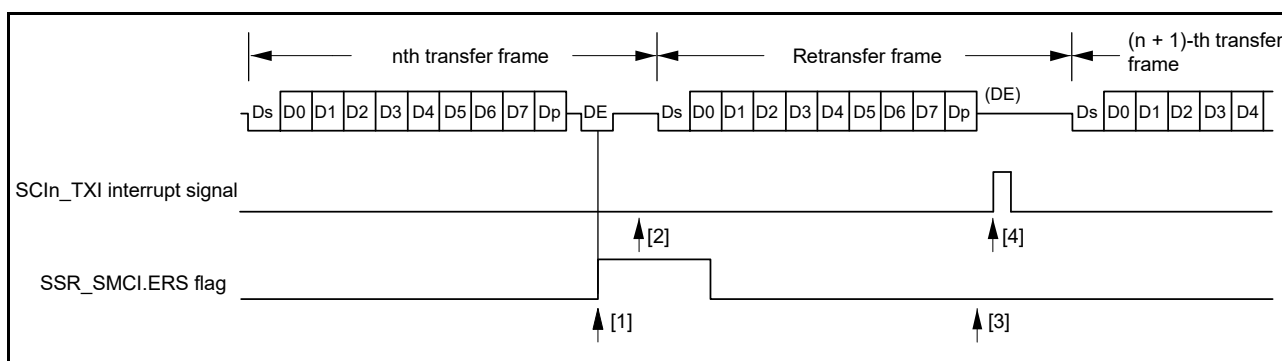 nth transfer frame
Retransfer frame
(n + 1)-th transfer
frame
Ds D0 D1 D2 D3 D4 D5 D6 D7 Dp DE Ds D0 D1 D2 D3 D4 D5 D6 D7 Dp (DE) Ds D0 D1 D2 D3 D4
SCIn_TXI interrupt signal
[2] [4]
SSR_SMCI.ERS flag
[1] [3]